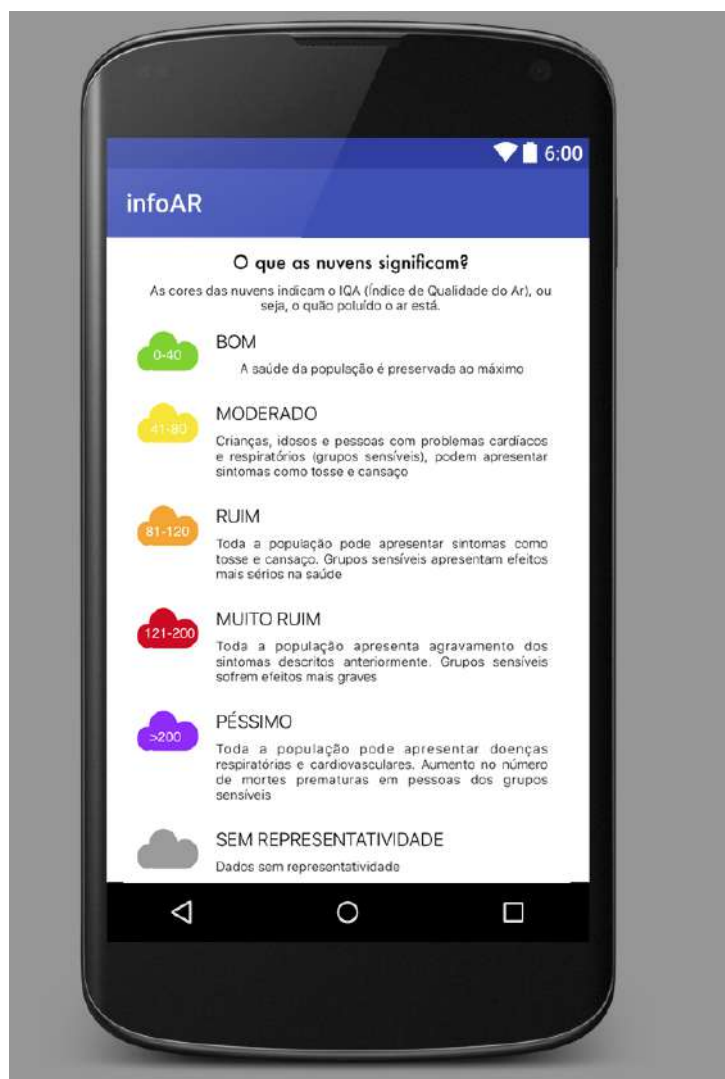 6:00
infoAR
O que as nuvens significam?
As cores das nuvens indicam o IQA (Índice de Qualidade do Ar), ou
seja, o quão poluído o ar está.
0-40
BOM
A saúde da população é preservada ao máximo
41-80
MODERADO
Crianças, idosos e pessoas com problemas cardíacos
e respiratórios (grupos sensíveis), podem apresentar
sintomas como tosse e cansaço
81-120
RUIM
Toda a população pode apresentar sintomas como
tosse e cansaço. Grupos sensíveis apresentam efeitos
mais sérios na saúde
121-200
MUITO RUIM
Toda a população apresenta agravamento dos
sintomas descritos anteriormente. Grupos sensíveis
sofrem efeitos mais graves
>200
PÉSSIMO
Toda a população pode apresentar doenças
respiratórias e cardiovasculares. Aumento no número
de mortes prematuras em pessoas dos grupos
sensíveis
SEM REPRESENTATIVIDADE
Dados sem representatividade